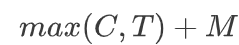 max(C, T) + M